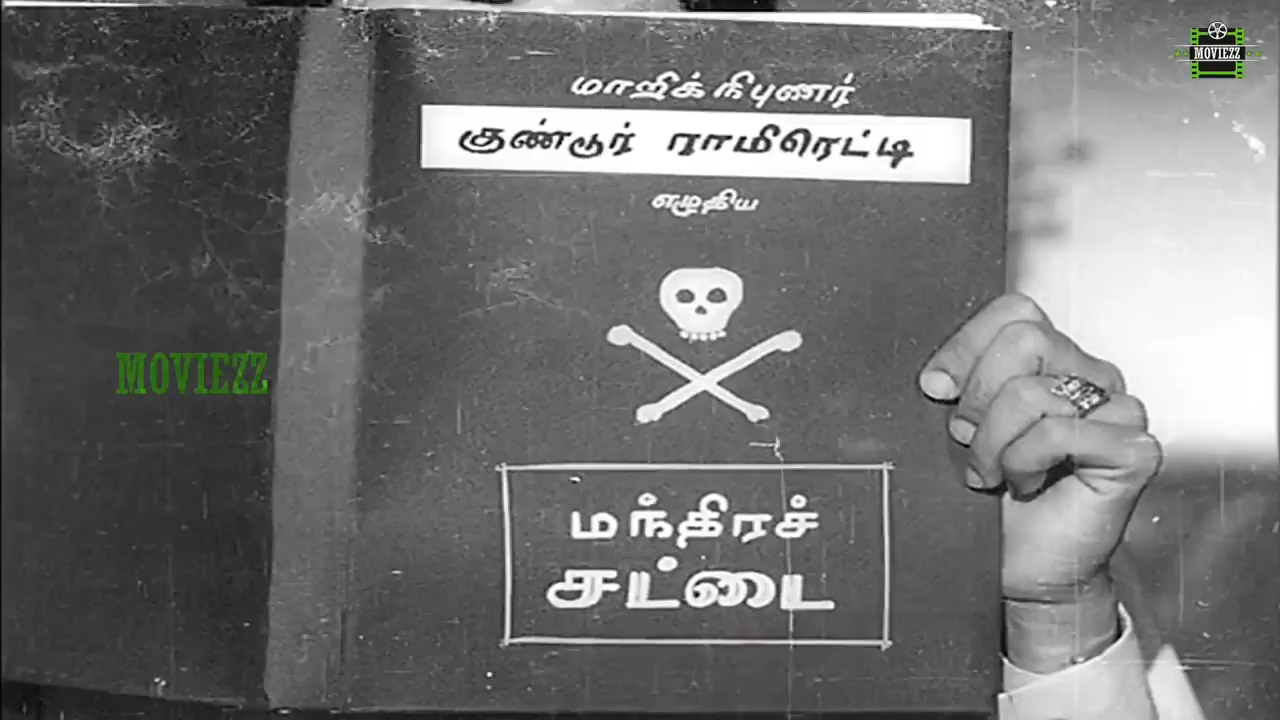 MOVIEZZ
மாஜிக் நிபுணர்
குண்டூர் ராமிரெட்டி
எழுதிய
MOVIEZZ
மந்திரச்
சட்டை